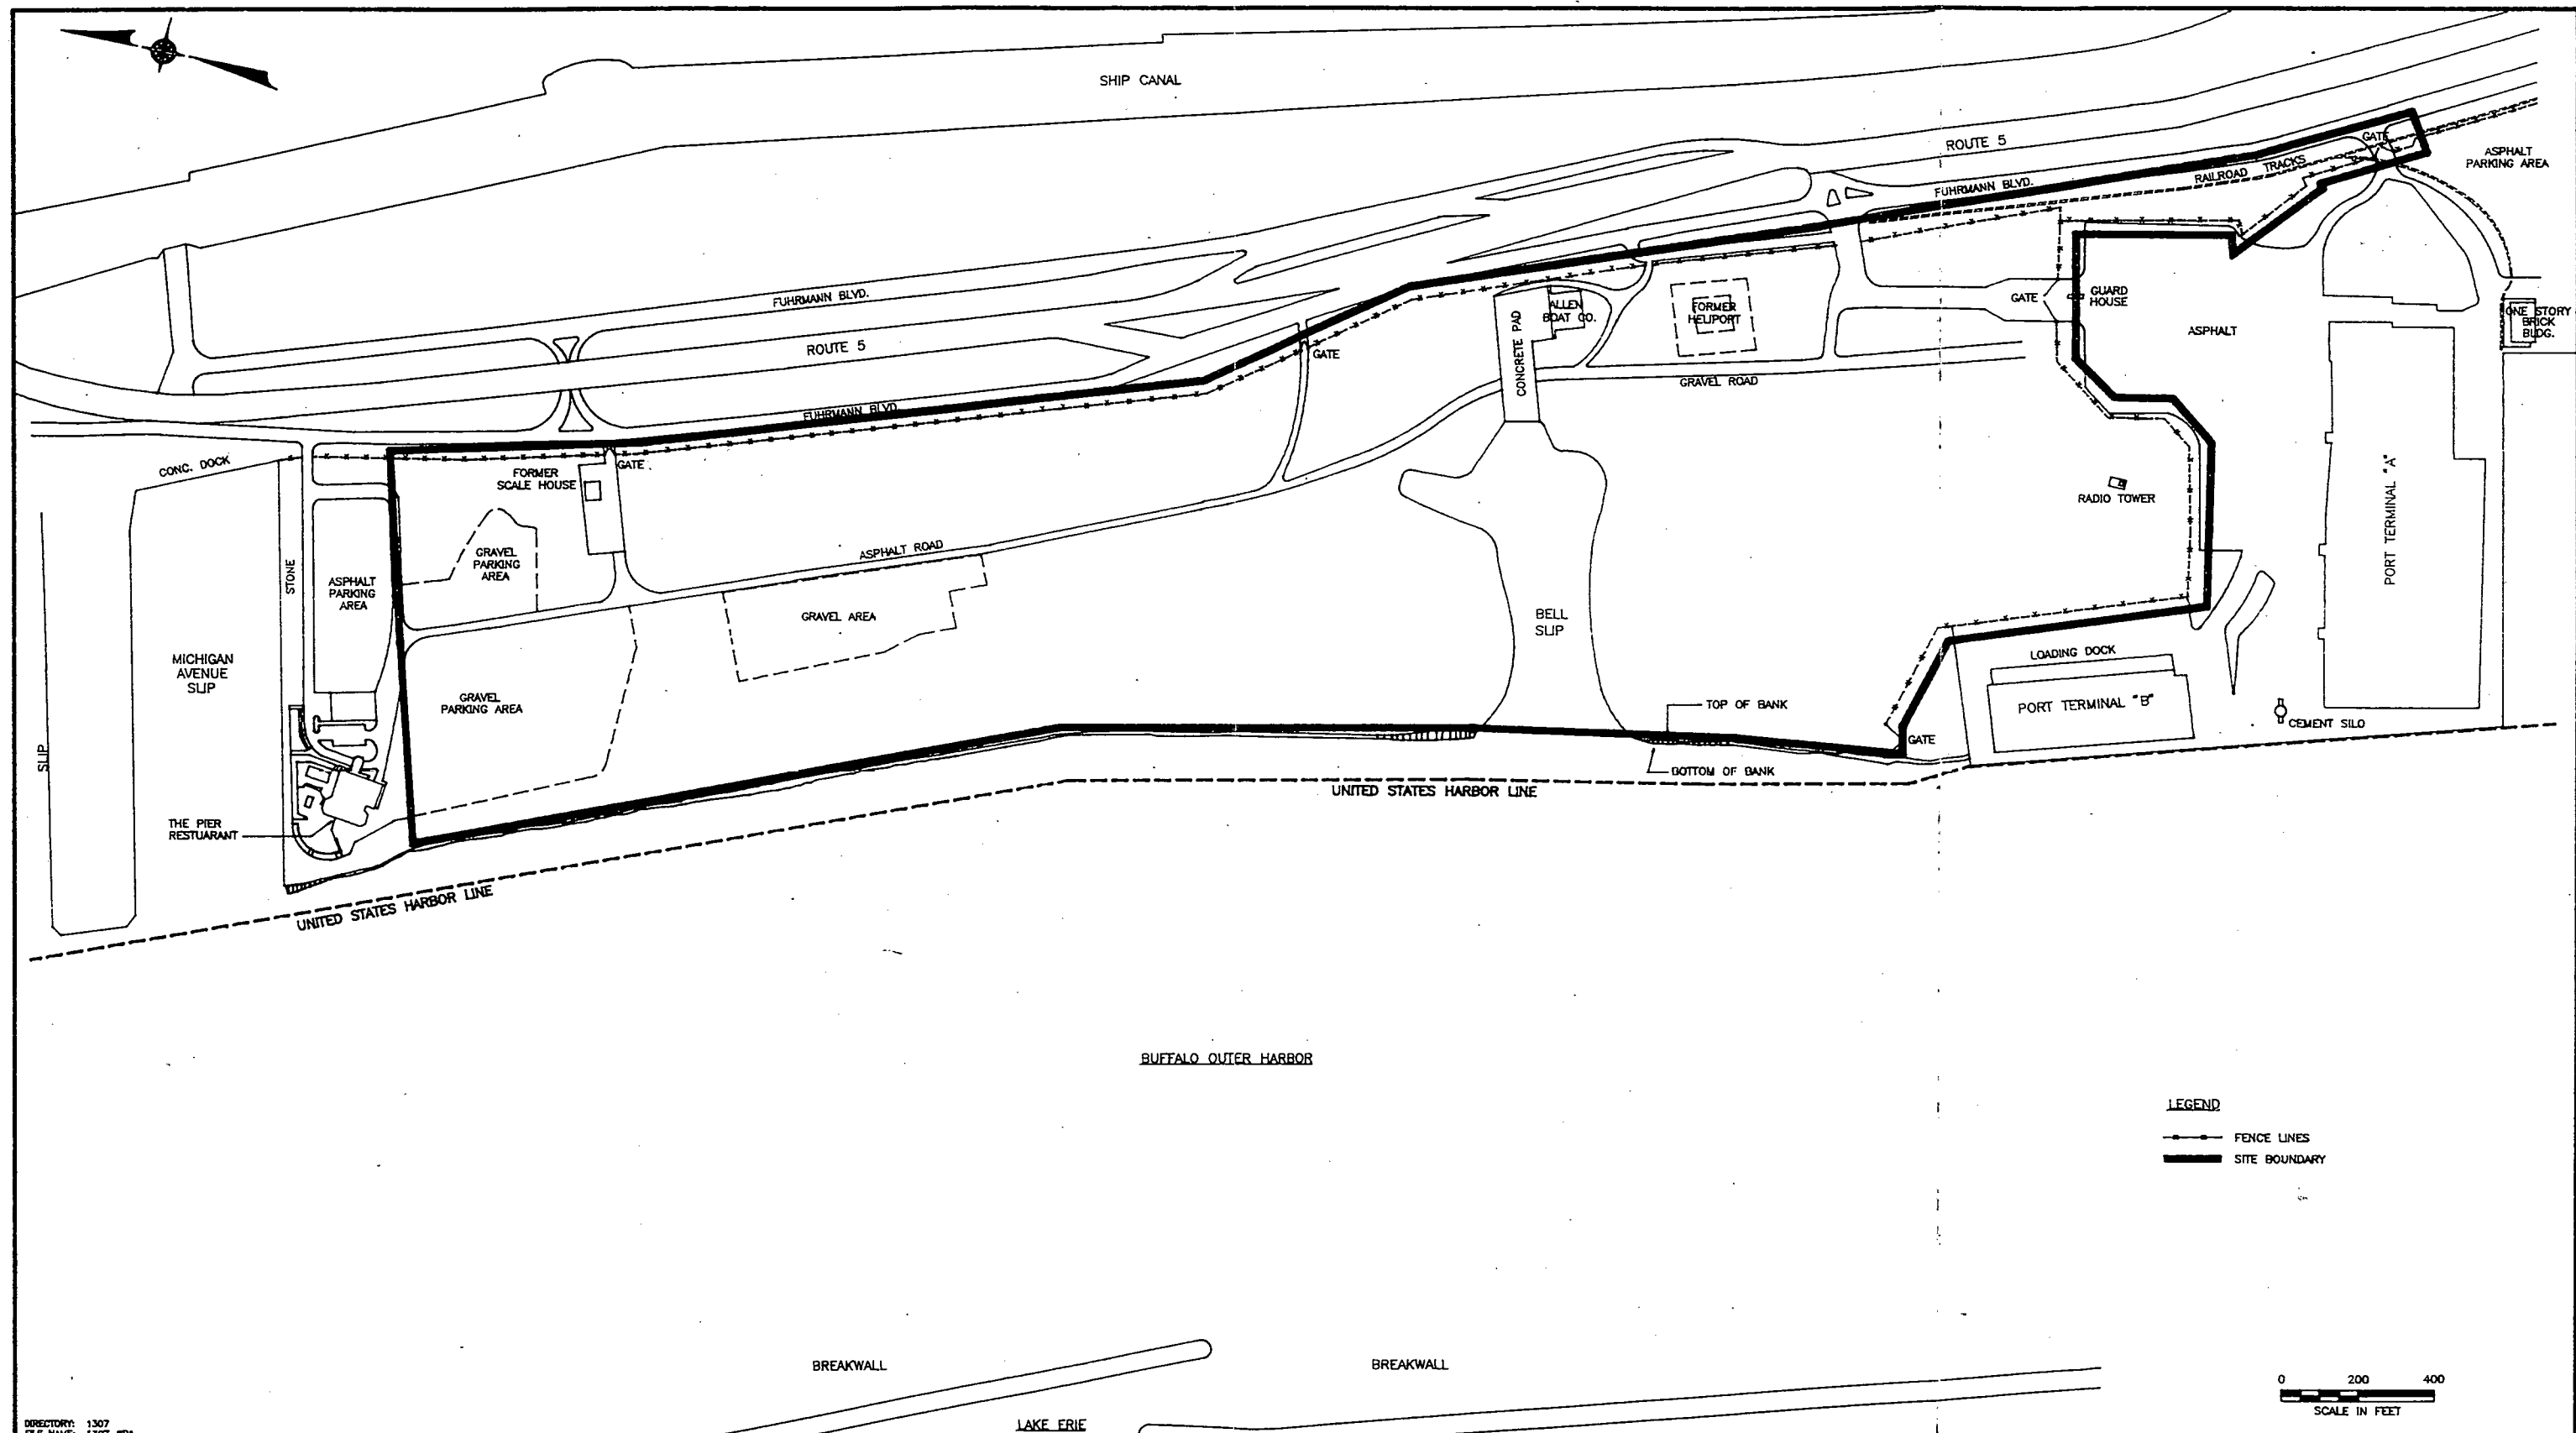 SHIP CANAL
ROUTE 5
GATE
ASPHALT
PARKING AREA
RAILROAD TRACKS
FUHRMANN BLVD.
FUHRMANN BLVD.
ROUTE 5
FUHRMANN BLVD.
GATE
GATE
GUARD
HOUSE
ASPHALT
ONE STORY
BRICK
BLDG.
ALLEN
BOAT CO.
FORMER
HELIPORT
CONCRETE PAD
GRAVEL ROAD
CONC. DOCK
FORMER
SCALE HOUSE
GATE
RADIO TOWER
PORT TERMINAL "A"
STONE
ASPHALT
PARKING
AREA
GRAVEL
PARKING
AREA
ASPHALT ROAD
GRAVEL AREA
BELL
SLIP
LOADING DOCK
PORT TERMINAL "B"
CEMENT SILO
MICHIGAN
AVENUE
SLIP
SLIP
GRAVEL
PARKING AREA
TOP OF BANK
GATE
BOTTOM OF BANK
UNITED STATES HARBOR LINE
THE PIER
RESTUARANT
UNITED STATES HARBOR LINE
BUFFALO OUTER HARBOR
LEGEND
FENCE LINES
SITE BOUNDARY
BREAKWALL
BREAKWALL
LAKE ERIE
0 200 400
SCALE IN FEET
DIRECTORY: 1307